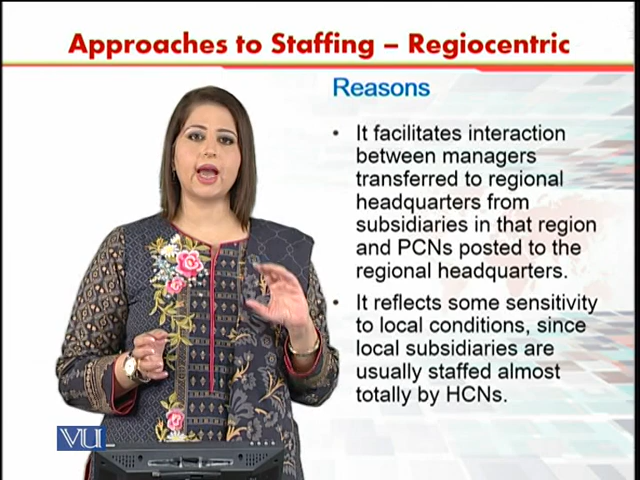 Approaches to Staffing – Regiocentric
Reasons
• It facilitates interaction
between managers
transferred to regional
headquarters from
subsidiaries in that region
and PCNs posted to the
regional headquarters.
• It reflects some sensitivity
to local conditions, since
local subsidiaries are
usually staffed almost
totally by HCNs.
VU